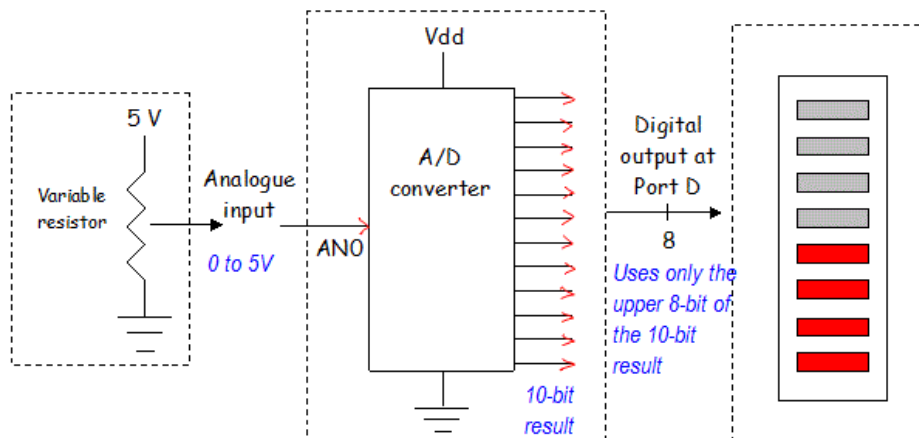 5 V
Variable
resistor
Analogue
input
0 to 5V
Vdd
AN0
A/D
converter
10-bit
result
Digital
output at
Port D
8
Uses only the
upper 8-bit of
the 10-bit
result